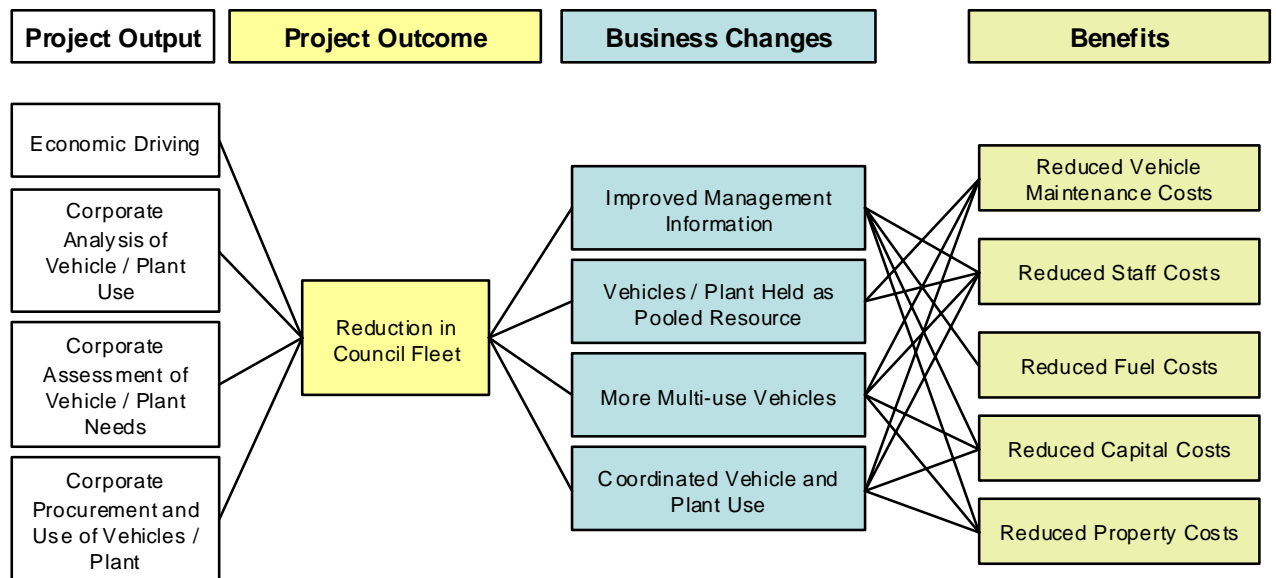 Project Output
Project Outcome
Business Changes
Benefits
Economic Driving
Corporate
Analysis of
Vehicle / Plant
Use
Corporate
Assessment of
Vehicle / Plant
Needs
Corporate
Procurement and
Use of Vehicles /
Plant
Reduction in
Council Fleet
Improved Management
Information
Vehicles / Plant Held as
Pooled Resource
More Multi-use Vehicles
Coordinated Vehicle and
Plant Use
Reduced Vehicle
Maintenance Costs
Reduced Staff Costs
Reduced Fuel Costs
Reduced Capital Costs
Reduced Property Costs